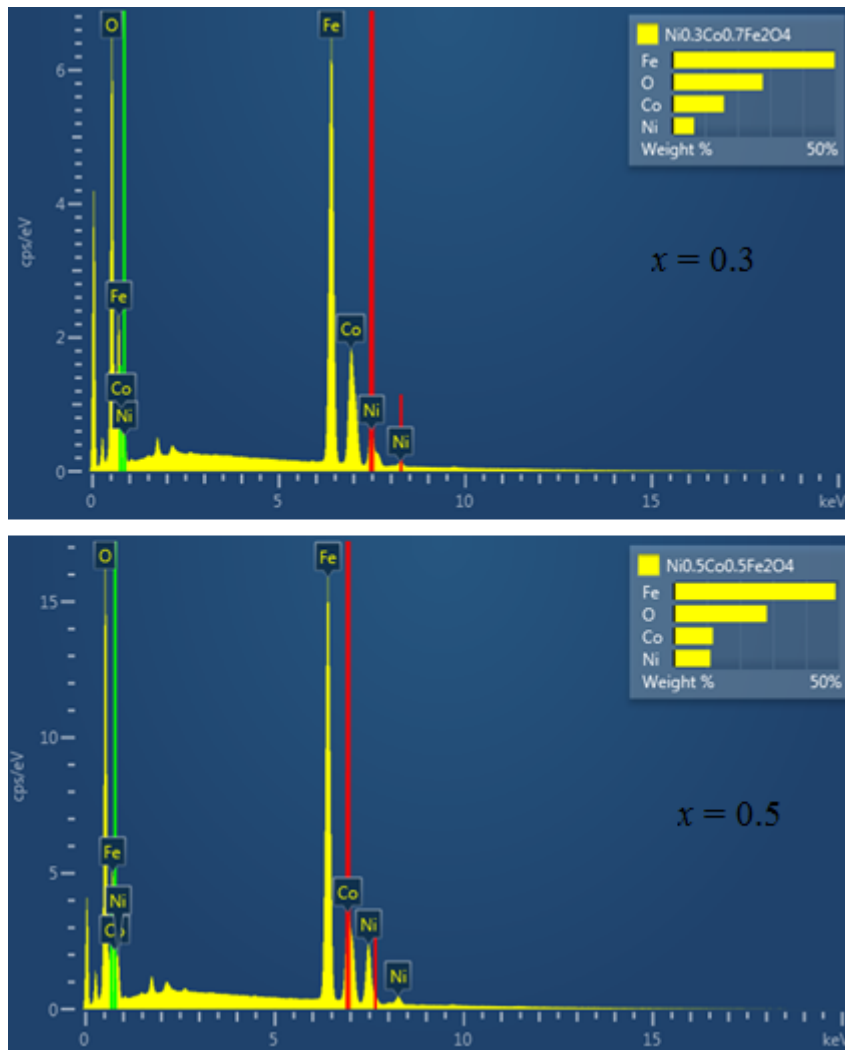 O
Fe
Ni0.3Co0.7Fe2O4
Fe
O
Co
Ni
Weight % 50%
6
4
cps/eV
x = 0.3
Fe
Co
2
Co
Ni
Ni
Ni
0
0 5 10 15 keV
O
Fe
Ni0.5Co0.5Fe2O4
Fe
O
Co
Ni
Weight % 50%
15
10
cps/eV
x = 0.5
Fe
5
Ni
Co
Co
Ni
Ni
0
0 5 10 15 keV